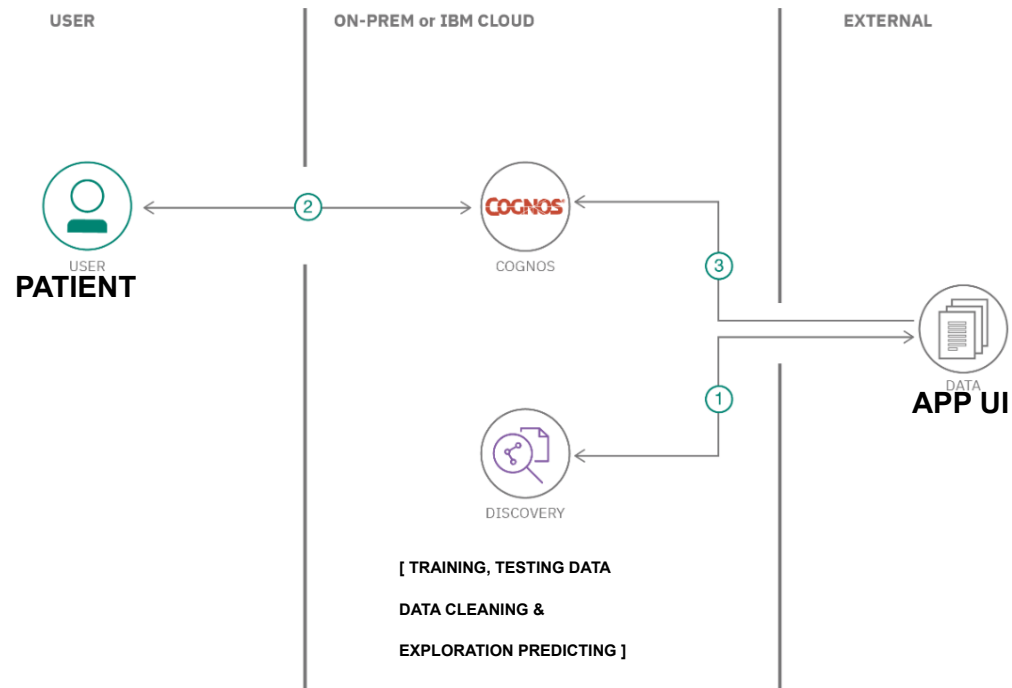 USER
ON-PREM or IBM CLOUD
EXTERNAL
2
COGNOS
USER
PATIENT
COGNOS
3
DATA
APP UI
1
DISCOVERY
[ TRAINING, TESTING DATA
DATA CLEANING &
EXPLORATION PREDICTING ]